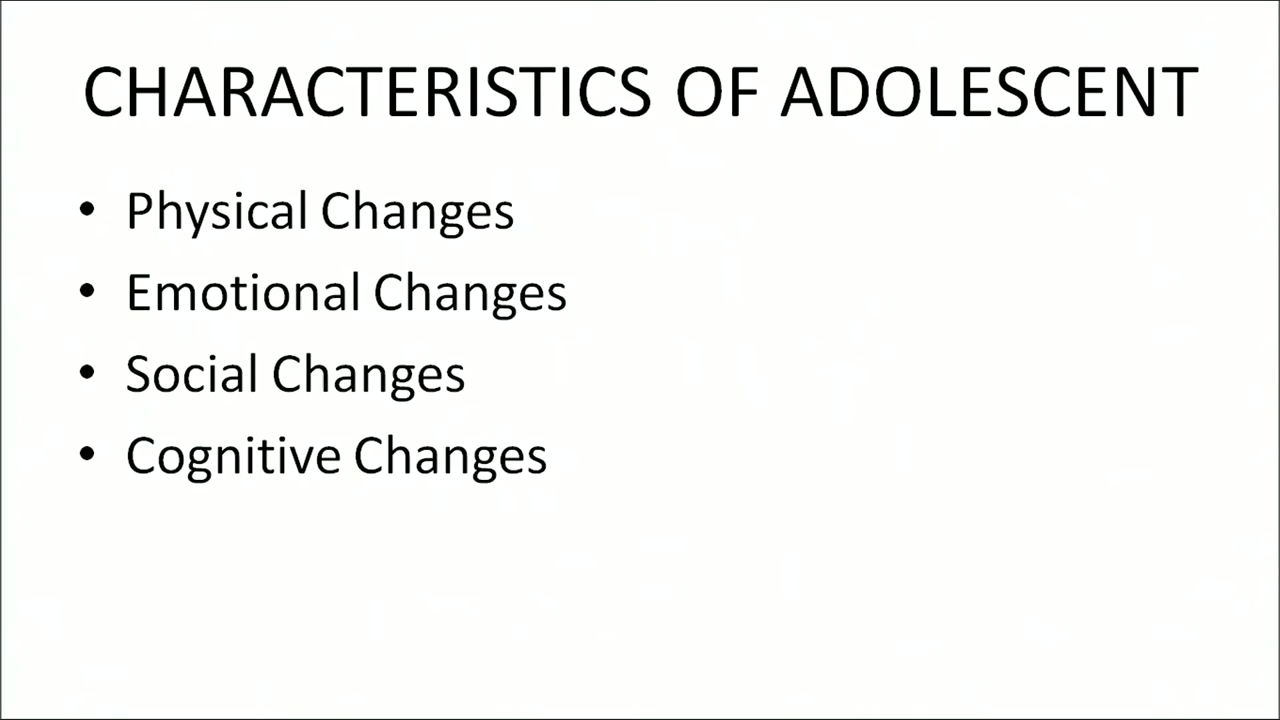 CHARACTERISTICS OF ADOLESCENT
• Physical Changes
• Emotional Changes
• Social Changes
• Cognitive Changes